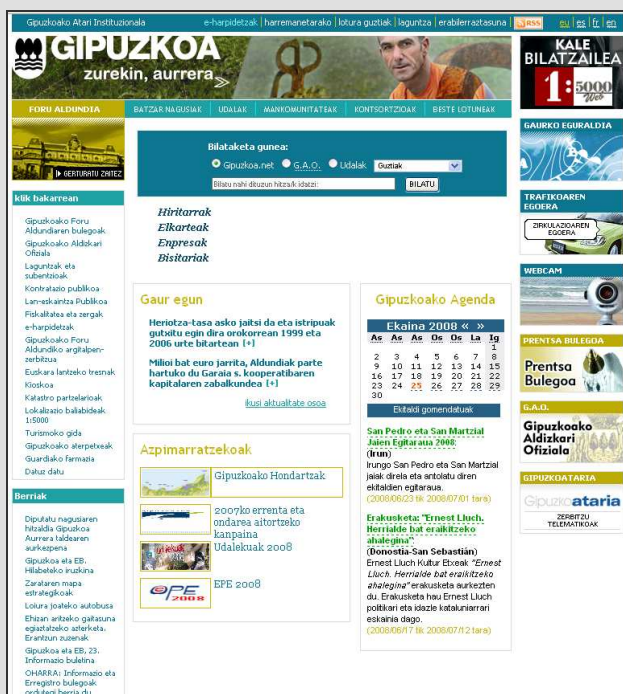 Gipuzkoako Atari Instituzionala
e-harpidetzak | harremanetarako | lotura guztiak | laguntza | erabilerraztasuna | RSS
eu | es | fr | en
GIPUZKOA
zurekin, aurrera
KALE
BILATZAILEA
1:5000
Web
FORU ALDUNDIA
BATZAR NAGUSIAK UDALAK MANKOMUNITATEAK KONTSORTZIOAK BESTE LOTUNEAK
GERTURATU ZAITEZ
Bilataketa gunea:
Gipuzkoa.net G.A.O. Udalak Guztiak
Bilatu nahi dituzun hitza/k idatzi: BILATU
GAURKO EGURALDIA
TRAFIKOAREN
EGOERA
ZIRKULAZIOAREN
EGOERA
WEBCAM
PRENTSA BULEGOA
Prentsa
Bulegoa
G.A.O.
Gipuzkoako
Aldizkari
Ofiziala
GIPUZKOATARIA
Gipuzkoataria
ZERBITZU
TELEMATIKOAK
klik bakarrean
Gipuzkoako Foru
Aldundiaren bulegoak
Gipuzkoako Aldizkari
Ofiziala
Laguntzak eta
subentzioak
Kontratazio publikoa
Lan-eskaintza Publikoa
Fiskalitatea eta zergak
e-harpidetzak
Gipuzkoako Foru
Aldundiko argitalpen-
zerbitzua
Euskara lantzeko tresnak
Kioskoa
Katastro partzelarioak
Lokalizazio baliabideak
1:5000
Turismoko gida
Gipuzkoako aterpetxeak
Guardiako farmazia
Datuz datu
Berriak
Diputatu nagusiaren
hitzaldia Gipuzkoa
Aurrera taldearen
aurkezpena
Gipuzkoa eta EB.
Hilabeteko iruzkina
Zarataren mapa
estrategikoak
Loiura joateko autobusa
Ehizan aritzeko gaitasuna
egiaztatzeko azterketa.
Erantzun zuzenak
Gipuzkoa eta EB, 23.
Informazio buletina
OHARRA: Informazio eta
Erregistro bulegoak
ordutegi berria du
Hiritarrak
Elkarteak
Enpresak
Bisitariak
Gaur egun
Heriotza-tasa asko jaitsi da eta istripuak
gutxitu egin dira orokorrean 1999 eta
2006 urte bitartean [+]
Milioi bat euro jarrita, Aldundiak parte
hartuko du Garaia s. kooperatibaren
kapitalaren zabalkundea [+]
ikusi aktualitate osoa
Azpimarratzekoak
Gipuzkoako Hondartzak
2007ko errenta eta
ondarea aitortzeko
kanpaina
Udalekuak 2008
EPE 2008
EPE 2008
Gipuzkoako Agenda
Ekaina 2008 « »
As As As Os Os La Ig
1
2 3 4 5 6 7 8
9 10 11 12 13 14 15
16 17 18 19 20 21 22
23 24 25 26 27 28 29
30
Ekitaldi gomendatuak
San Pedro eta San Martzial
Jaien Egitaraua 2008:
(Irun)
Irungo San Pedro eta San Martzial
jaiak direla eta antolatu diren
ekitaldien egitaraua.
(2008/06/23 tik 2008/07/01 tara)
Erakusketa: "Ernest Lluch.
Herrialde bat eraikitzeko
ahalegina":
(Donostia-San Sebastián)
Ernest Lluch Kultur Etxeak "Ernest
Lluch. Herrialde bat eraikitzeko
ahalegina" erakusketa aurkezten
du. Erakusketa hau Ernest Lluch
politikari eta idazle kataluniarrari
eskainia dago.
(2008/06/17 tik 2008/07/12 tara)